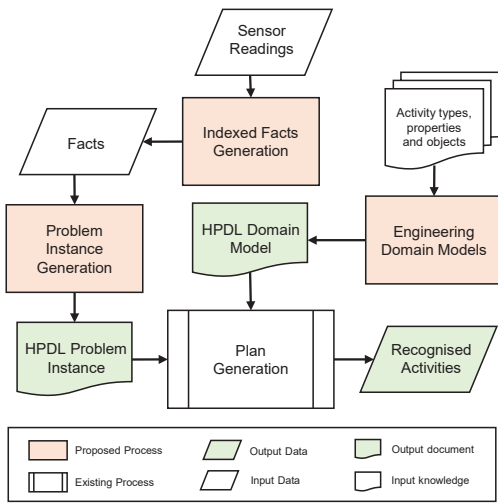 Sensor
Readings
Activity types,
properties
and objects
Indexed Facts
Generation
Facts
Problem
Instance
Generation
HPDL Domain
Model
Engineering
Domain Models
HPDL Problem
Instance
Plan
Generation
Recognised
Activities
Proposed Process
Output Data
Output document
Existing Process
Input Data
Input knowledge